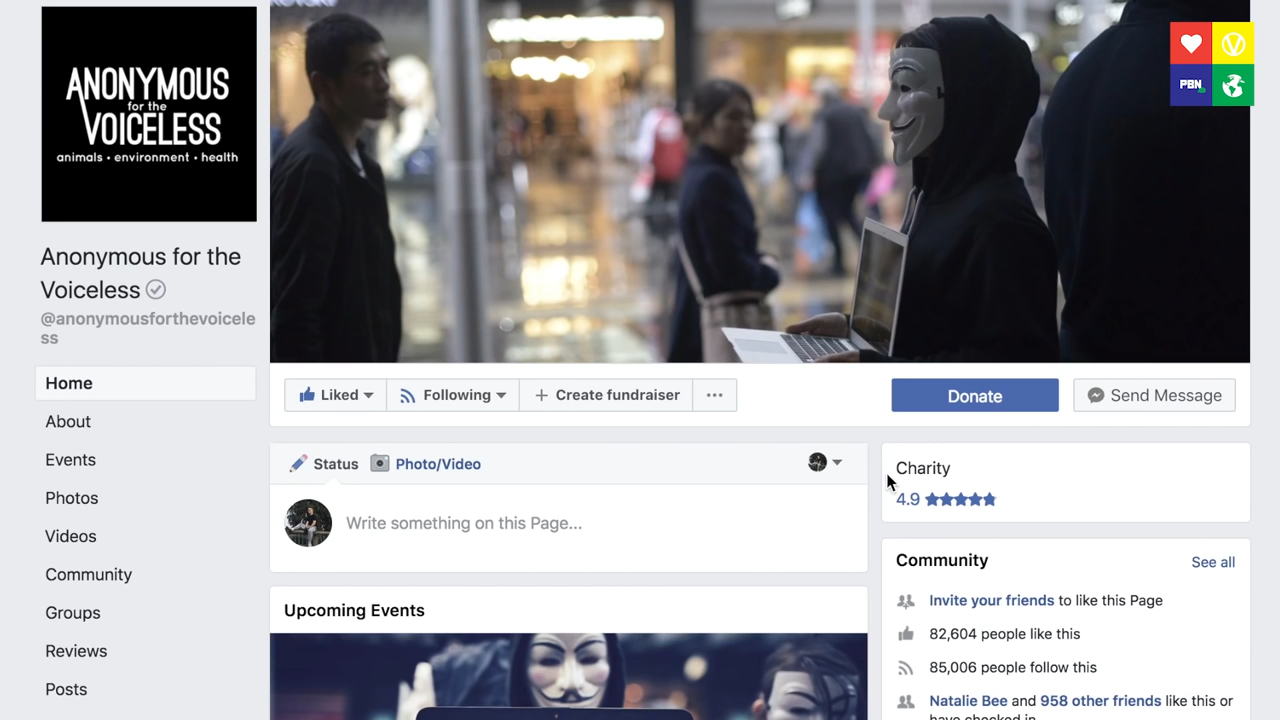 ANONYMOUS
for the
VOICELESS
animals • environment • health
PBN
Anonymous for the
Voiceless
@anonymousforthevoicele
ss
Home
About
Events
Photos
Videos
Community
Groups
Reviews
Posts
Liked
Following
Create fundraiser
Donate
Send Message
Status
Photo/Video
Write something on this Page...
Upcoming Events
Charity
4.9
Community
See all
Invite your friends to like this Page
82,604 people like this
85,006 people follow this
Natalie Bee and 958 other friends like this or
have checked in